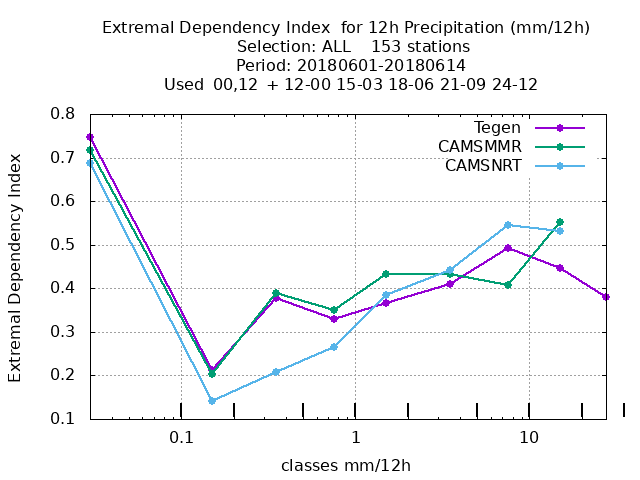 Extremal Dependency Index  for 12h Precipitation (mm/12h)
Selection: ALL    153 stations
Period: 20180601-20180614
Used  00,12  + 12-00 15-03 18-06 21-09 24-12
Tegen
CAMSMMR
CAMSNRT
0.8
0.7
0.6
0.5
0.4
0.3
0.2
0.1
Extremal Dependency Index
0.1
1
10
classes mm/12h